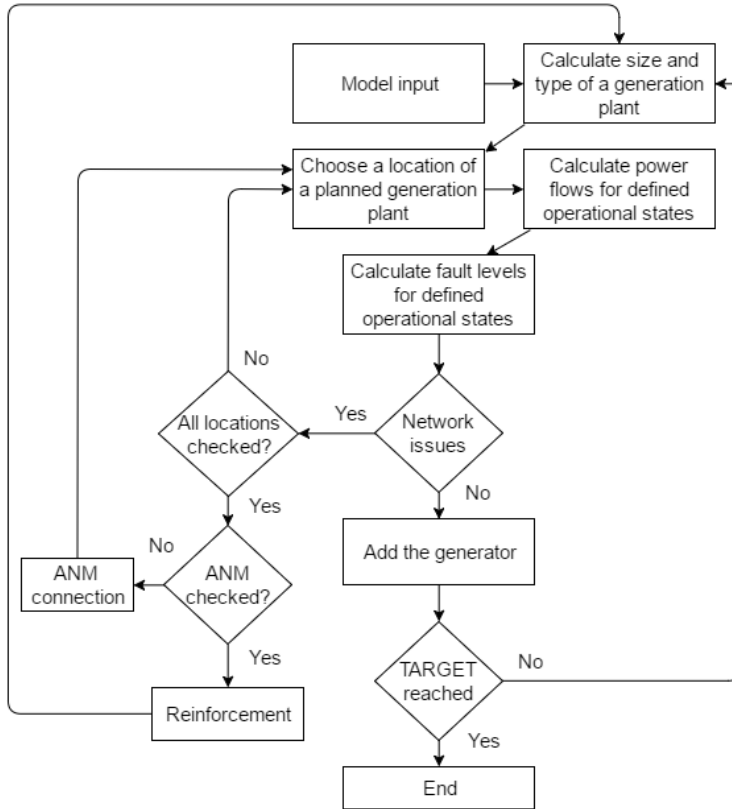 Model input
Calculate size and
type of a generation
plant
Choose a location of
a planned generation
plant
Calculate power
flows for defined
operational states
Calculate fault levels
for defined
operational states
No
All locations
checked?
Yes
Network
issues
Yes
No
No
ANM
connection
ANM
checked?
Add the generator
Yes
Reinforcement
TARGET
reached
No
Yes
End